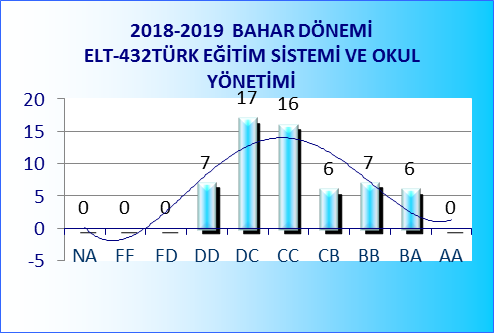 2018-2019  BAHAR DÖNEMİ
ELT-432TÜRK EĞİTİM SİSTEMİ VE OKUL
YÖNETİMİ
20
15
10
5
0
-5
0 0 0 7 17 16 6 7 6 0
NA FF FD DD DC CC CB BB BA AA